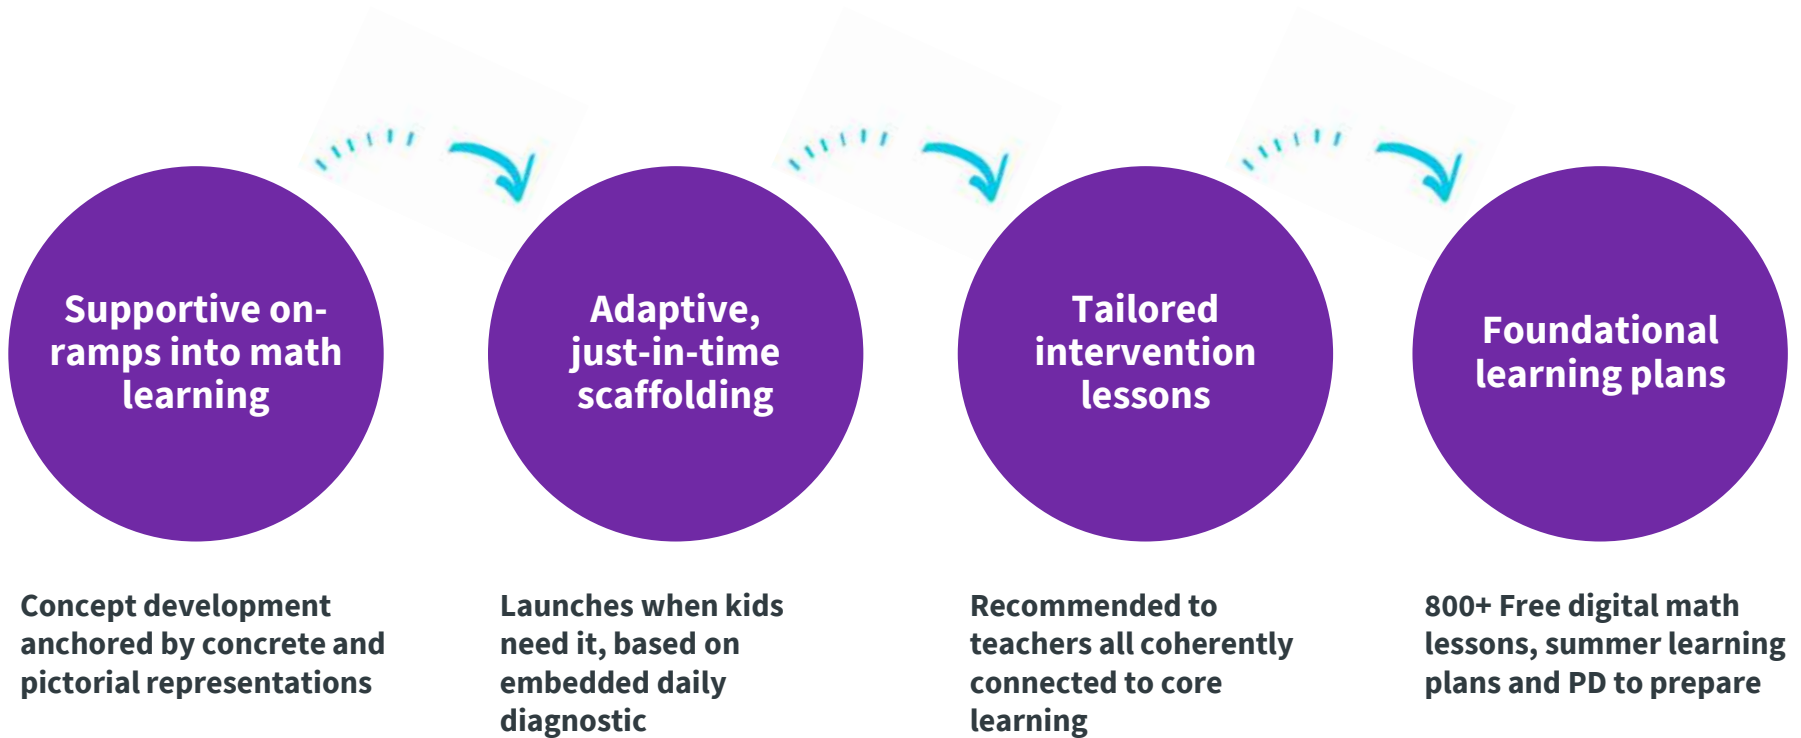 Supportive on-
ramps into math
learning
Concept development
anchored by concrete and
pictorial representations
Adaptive,
just-in-time
scaffolding
Launches when kids
need it, based on
embedded daily
diagnostic
Tailored
intervention
lessons
Recommended to
teachers all coherently
connected to core
learning
Foundational
learning plans
800+ Free digital math
lessons, summer learning
plans and PD to prepare